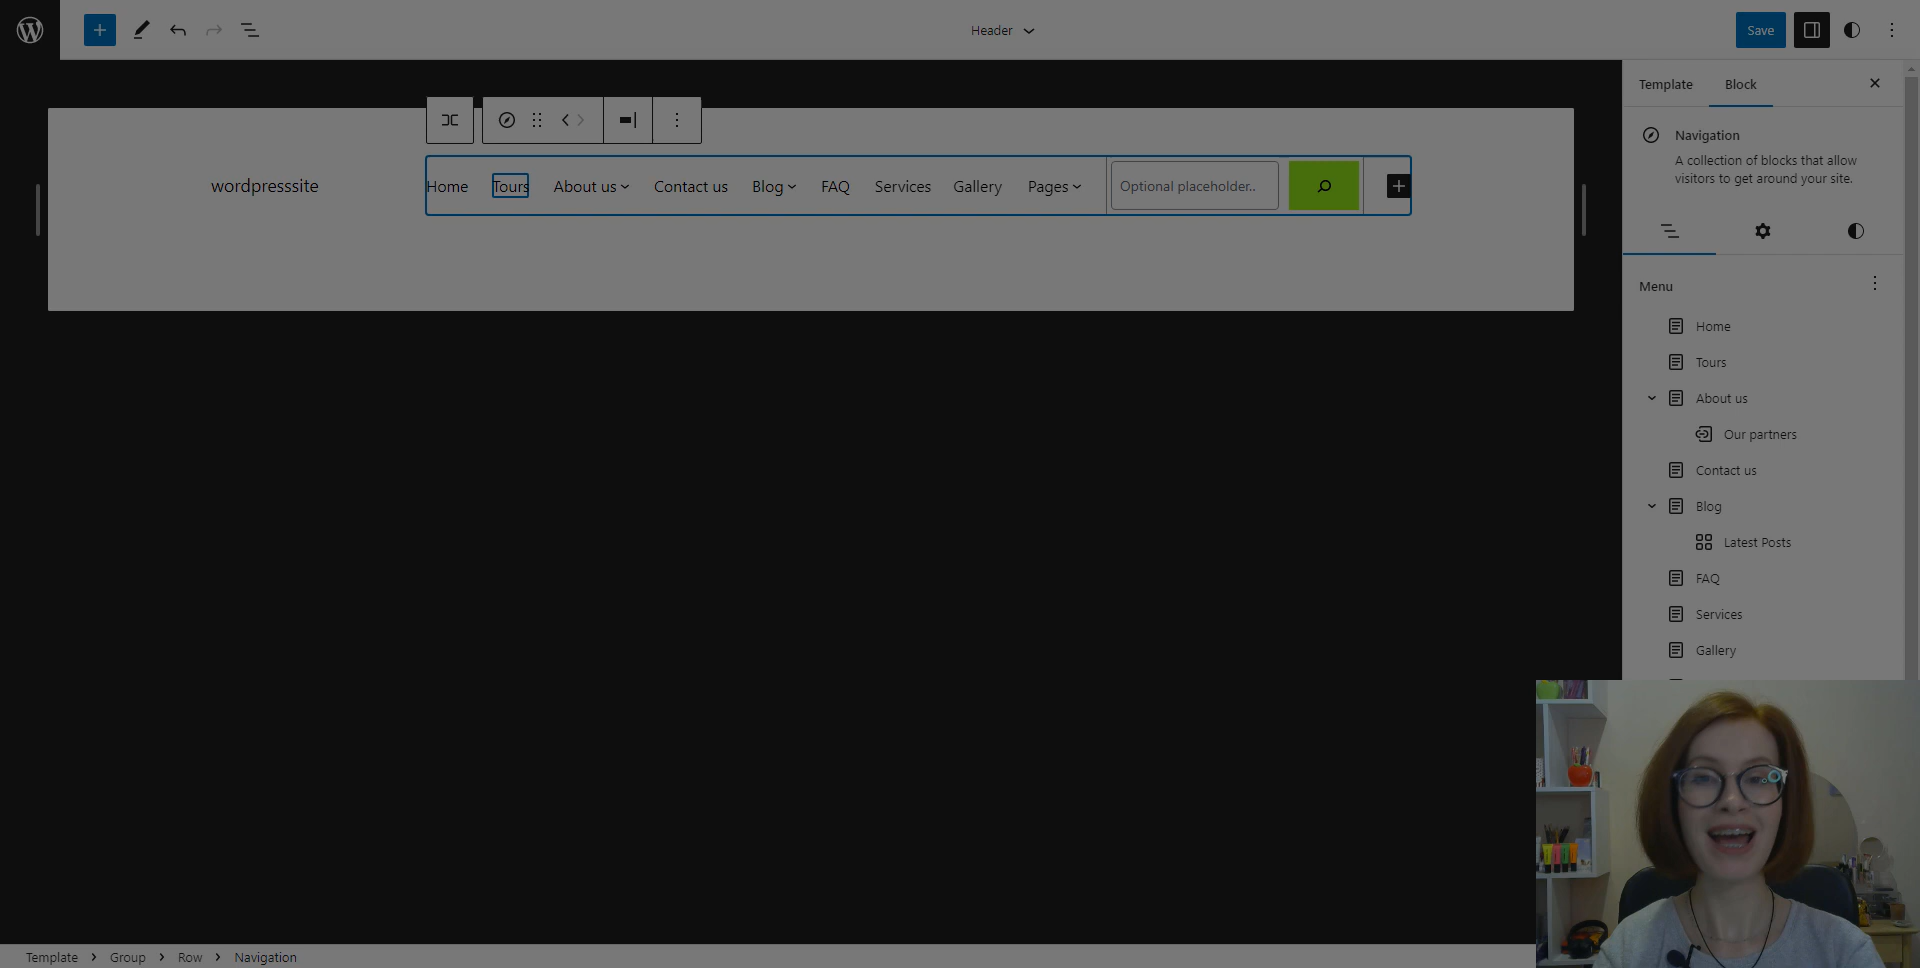 Header
Save
Template
Block
Navigation
A collection of blocks that allow
visitors to get around your site.
wordpresssite
Home
Tours
About us
Contact us
Blog
FAQ
Services
Gallery
Pages
Optional placeholder..
Menu
Home
Tours
About us
Our partners
Contact us
Blog
Latest Posts
FAQ
Services
Gallery
Template > Group > Row > Navigation